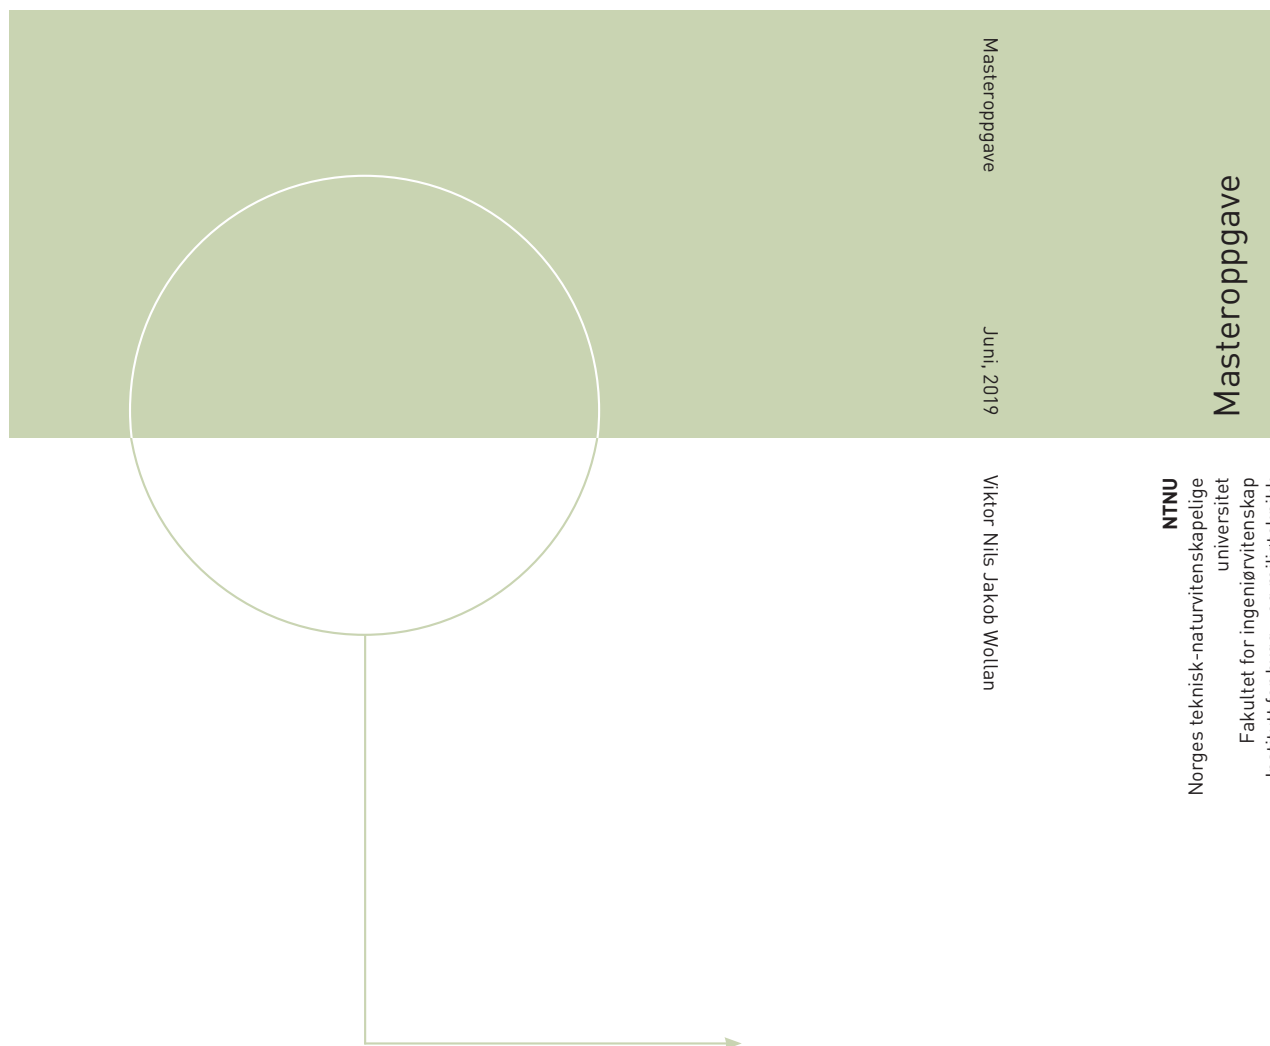 Masteroppgave
Juni, 2019
Viktor Nils Jakob Wollan
Masteroppgave
NTNU
Norges teknisk-naturvitenskapelige
universitet
Fakultet for ingeniørvitenskap